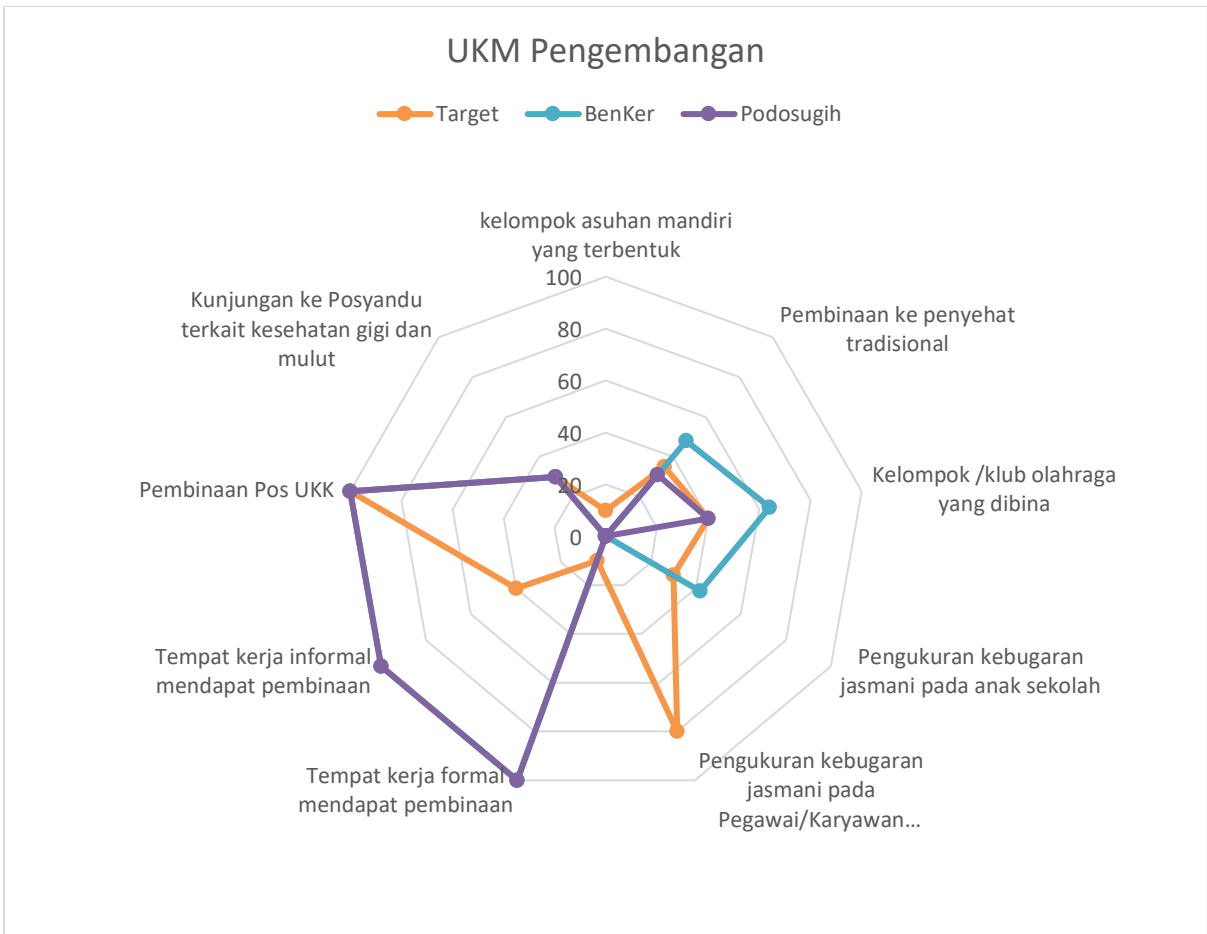 UKM Pengembangan
Target BenKer Podosugih
kelompok asuhan mandiri
yang terbentuk
Pembinaan ke penyehat
tradisional
Kelompok /klub olahraga
yang dibina
Pengukuran kebugaran
jasmani pada anak sekolah
Pengukuran kebugaran
jasmani pada
Pegawai/Karyawan...
Tempat kerja formal
mendapat pembinaan
Tempat kerja informal
mendapat pembinaan
Pembinaan Pos UKK
Kunjungan ke Posyandu
terkait kesehatan gigi dan
mulut
100
80
60
40
20
0